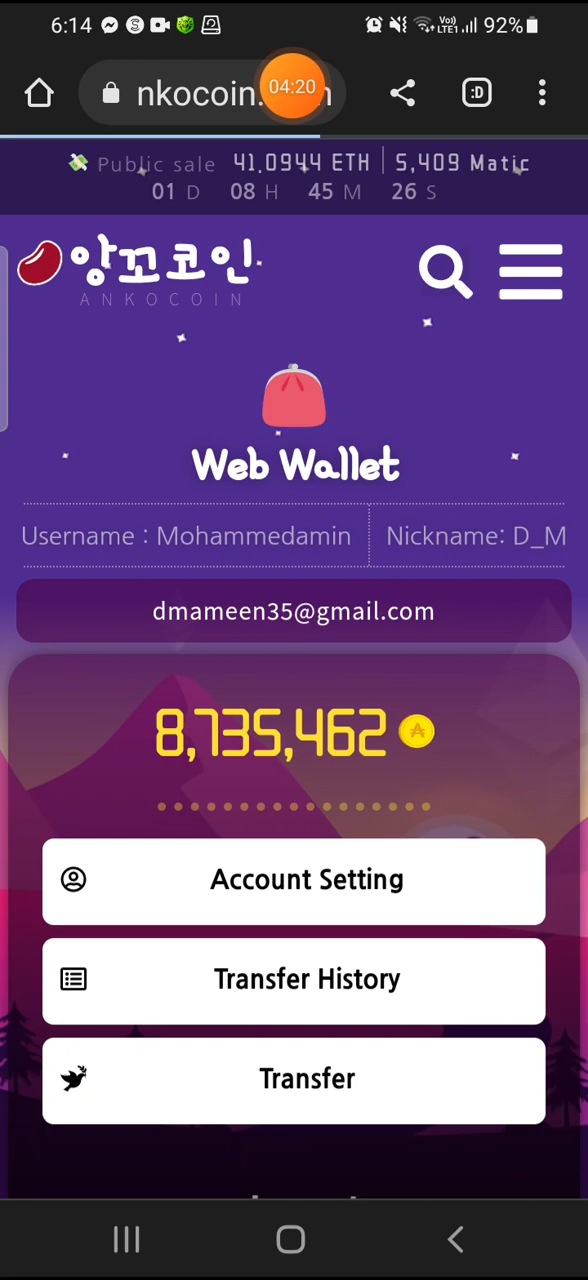 6:14 Vo) LTE1 92%
nkocoin. 04:20
Public sale 41.0944 ETH 5,409 Matic
01 D 08 H 45 M 26 S
앙꼬코인
ANKOCOIN
Web Wallet
Username : Mohammedamin Nickname: D_M
dmameen35@gmail.com
8,735,462
Account Setting
Transfer History
Transfer